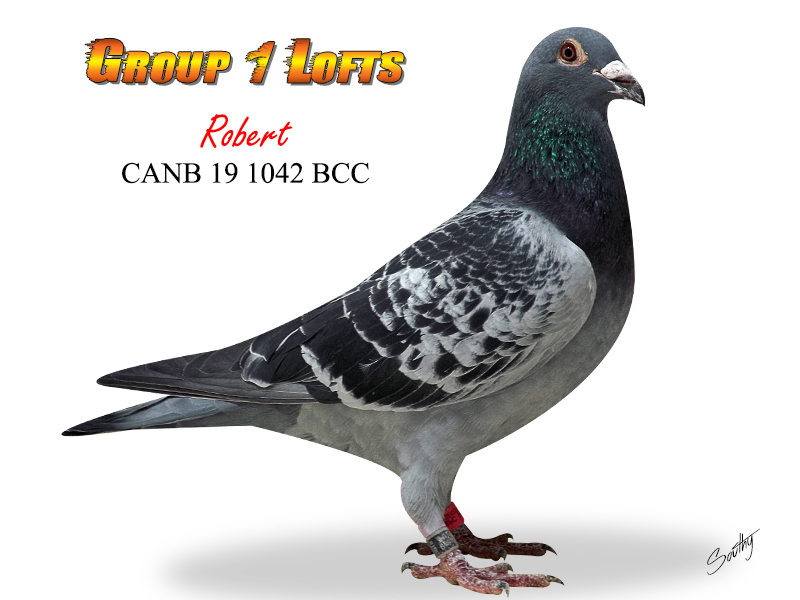 Group 1 Lofts
Robert
CANB 19 1042 BCC
Southy